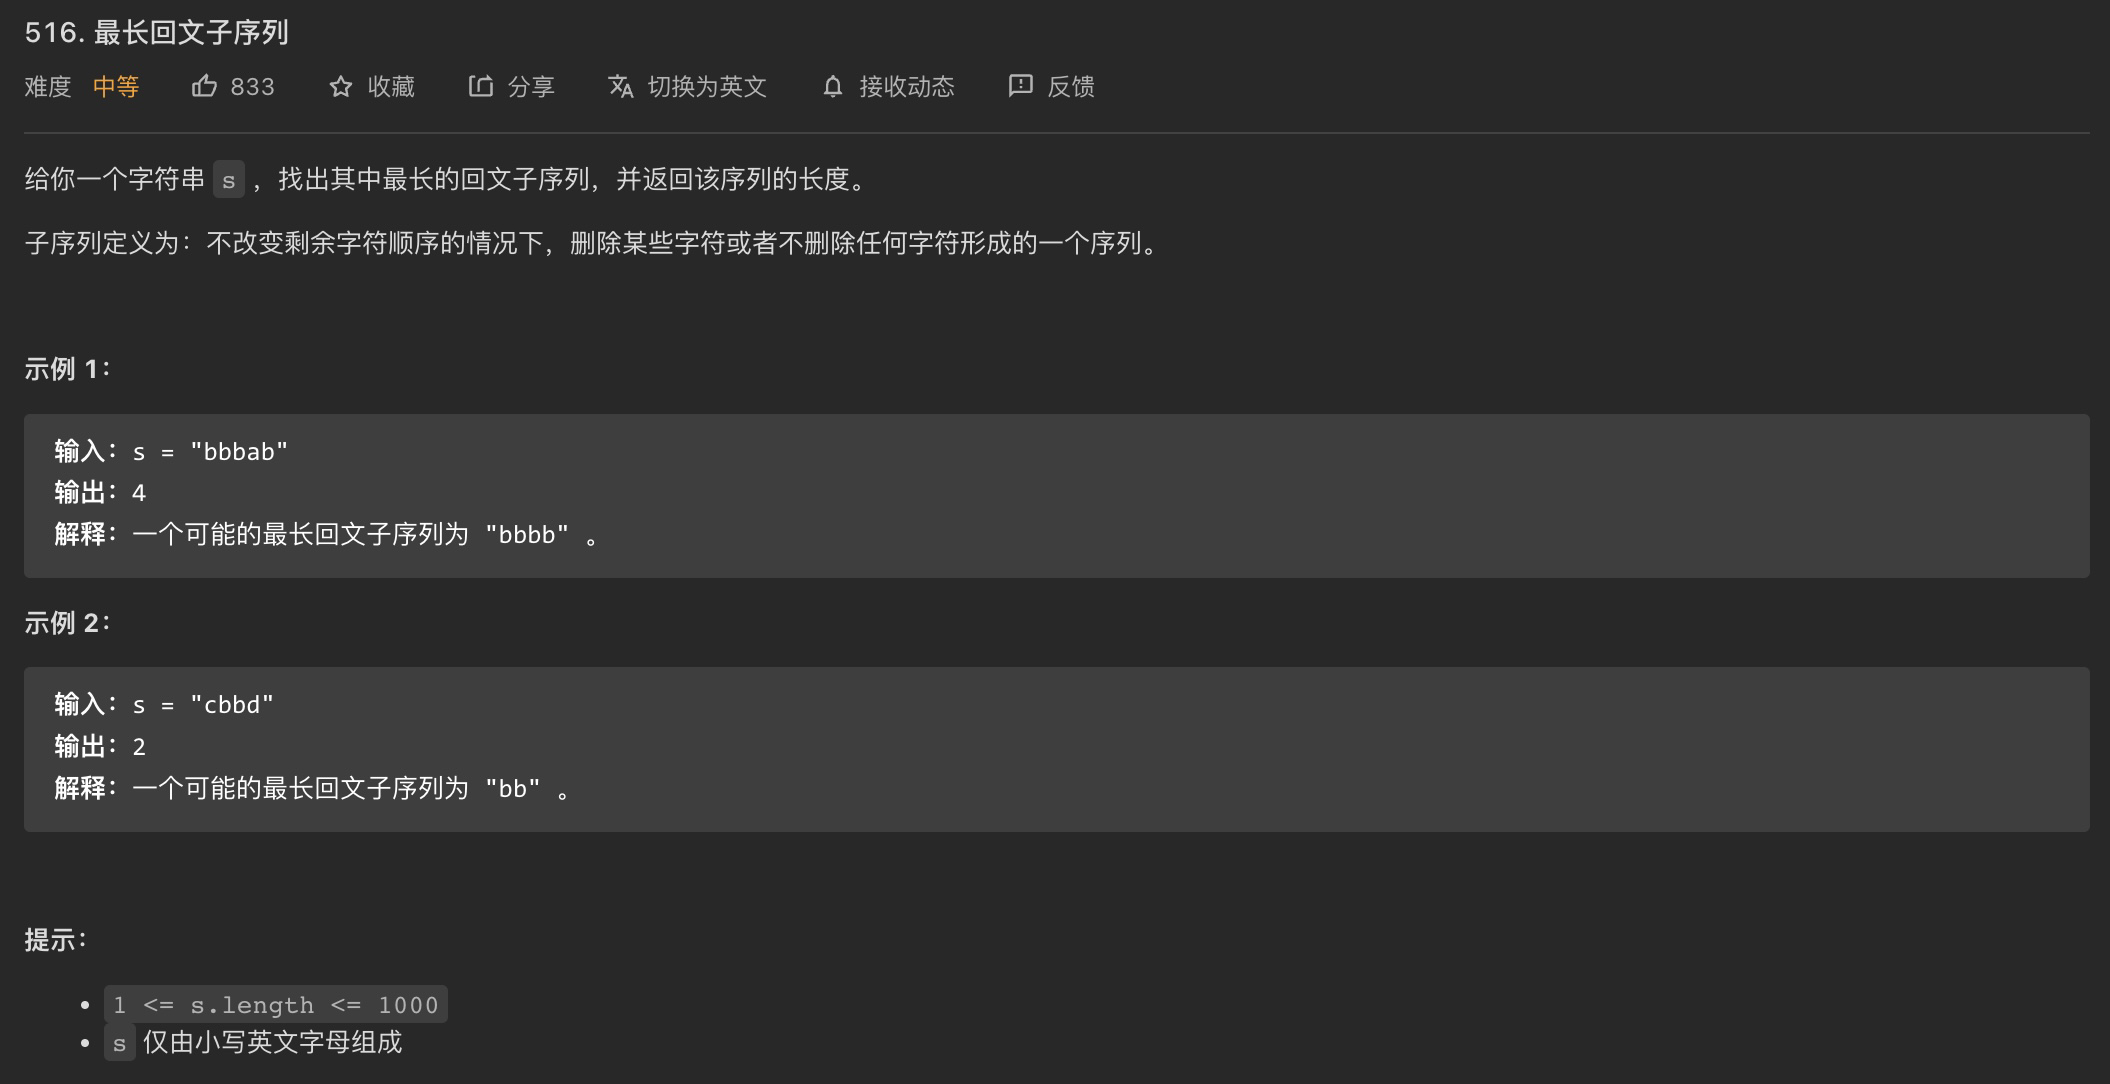 516. 最长回文子序列
难度 中等 833 收藏 分享 切换为英文 接收动态 反馈
给你一个字符串 s ，找出其中最长的回文子序列，并返回该序列的长度。
子序列定义为：不改变剩余字符顺序的情况下，删除某些字符或者不删除任何字符形成的一个序列。
示例 1：
输入：s = "bbbab"
输出：4
解释：一个可能的最长回文子序列为 "bbbb" 。
示例 2：
输入：s = "cbbd"
输出：2
解释：一个可能的最长回文子序列为 "bb" 。
提示：
1 <= s.length <= 1000
s 仅由小写英文字母组成